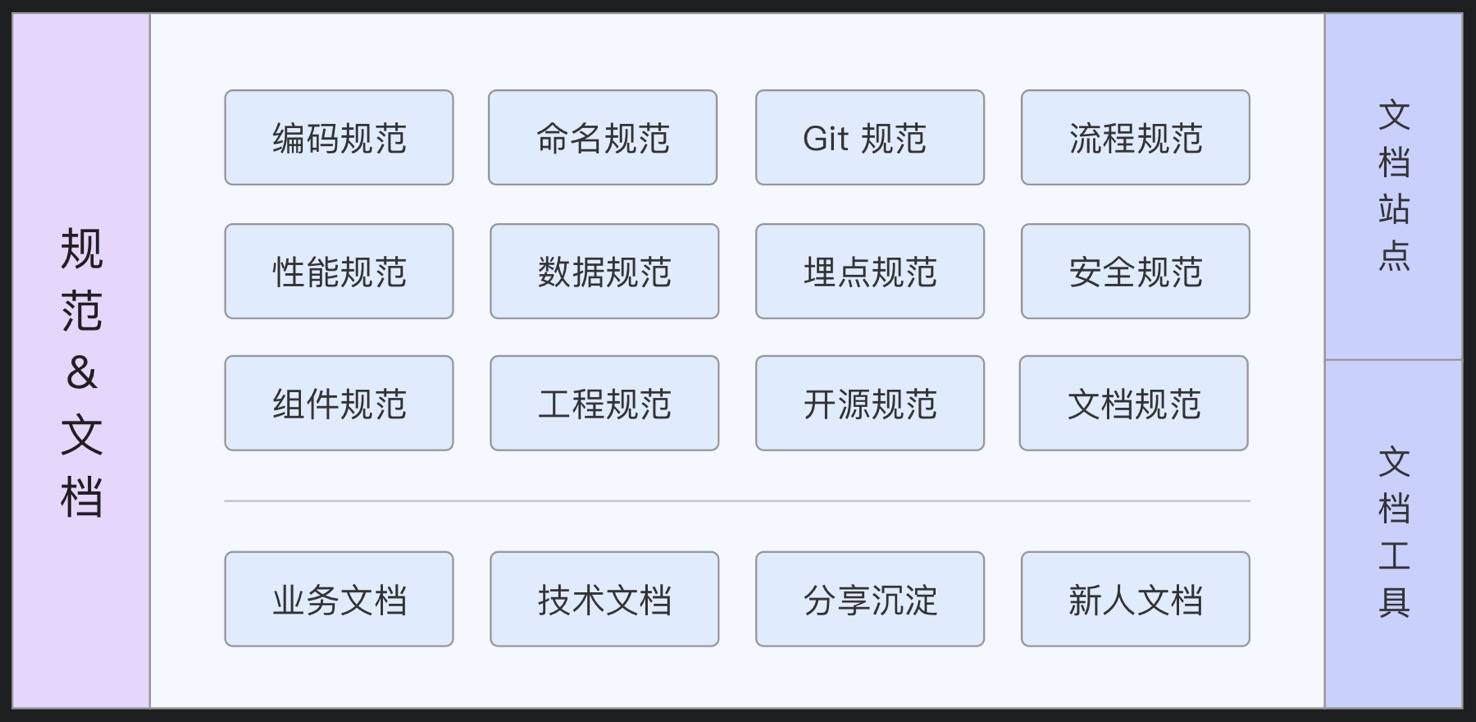 规范&文档
编码规范
命名规范
Git 规范
流程规范
性能规范
数据规范
埋点规范
安全规范
组件规范
工程规范
开源规范
文档规范
业务文档
技术文档
分享沉淀
新人文档
文档站点
文档工具